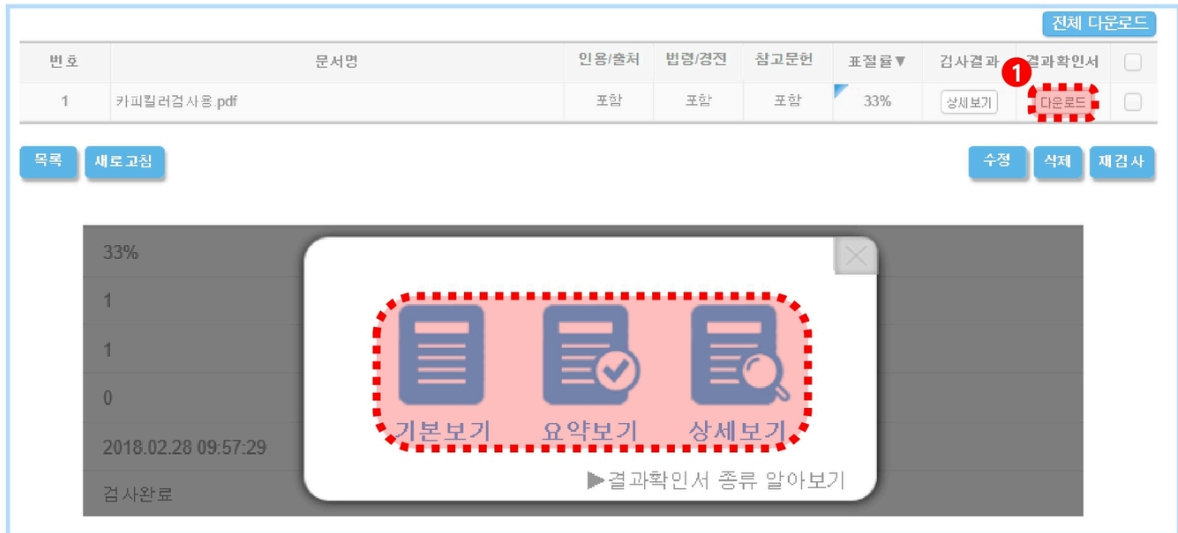 전체 다운로드
번호 문서명 인용/출처 법령/경전 참고문헌 표절률▼ 검사결과 결과확인서
1
1 카피킬러검사용.pdf 포함 포함 포함 33% 상세보기 다운로드
목록 새로고침 수정 삭제 재검사
33%
1
1
0
기본보기 요약보기 상세보기
2018.02.28 09:57:29
▶결과확인서 종류 알아보기
검사완료